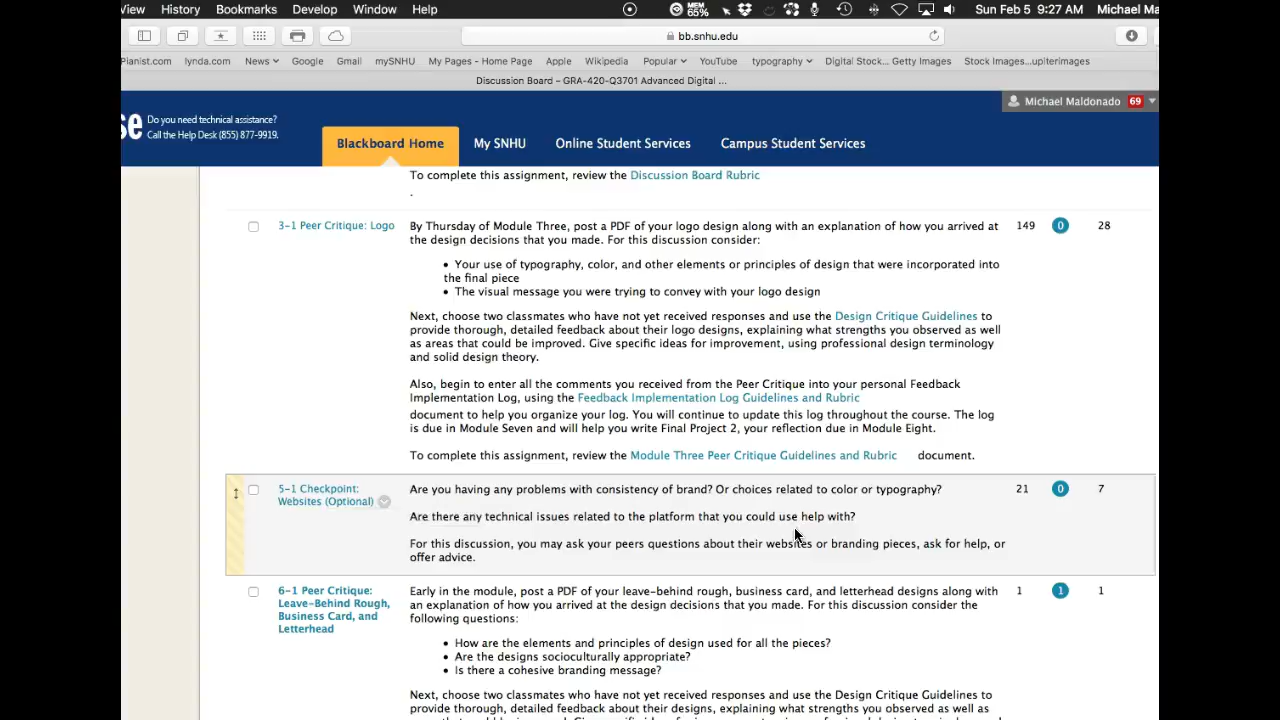 View History Bookmarks Develop Window Help MEM 65% Sun Feb 5 9:27 AM Michael Ma
bb.snhu.edu
Pianist.com lynda.com News Google Gmail mySNHU My Pages - Home Page Apple Wikipedia Popular YouTube typography Digital Stock... Getty Images Stock Images...upiterimages
Discussion Board – GRA-420-Q3701 Advanced Digital ...
Michael Maldonado 69
se Do you need technical assistance?
Call the Help Desk (855) 877-9919.
Blackboard Home My SNHU Online Student Services Campus Student Services
To complete this assignment, review the Discussion Board Rubric
.
3-1 Peer Critique: Logo By Thursday of Module Three, post a PDF of your logo design along with an explanation of how you arrived at 149 0 28
the design decisions that you made. For this discussion consider:
• Your use of typography, color, and other elements or principles of design that were incorporated into
the final piece
• The visual message you were trying to convey with your logo design
Next, choose two classmates who have not yet received responses and use the Design Critique Guidelines to
provide thorough, detailed feedback about their logo designs, explaining what strengths you observed as well
as areas that could be improved. Give specific ideas for improvement, using professional design terminology
and solid design theory.
Also, begin to enter all the comments you received from the Peer Critique into your personal Feedback
Implementation Log, using the Feedback Implementation Log Guidelines and Rubric
document to help you organize your log. You will continue to update this log throughout the course. The log
is due in Module Seven and will help you write Final Project 2, your reflection due in Module Eight.
To complete this assignment, review the Module Three Peer Critique Guidelines and Rubric document.
5-1 Checkpoint: Are you having any problems with consistency of brand? Or choices related to color or typography? 21 0 7
Websites (Optional)
Are there any technical issues related to the platform that you could use help with?
For this discussion, you may ask your peers questions about their websites or branding pieces, ask for help, or
offer advice.
6-1 Peer Critique: Early in the module, post a PDF of your leave-behind rough, business card, and letterhead designs along with 1 1 1
Leave-Behind Rough, an explanation of how you arrived at the design decisions that you made. For this discussion consider the
Business Card, and following questions:
Letterhead
• How are the elements and principles of design used for all the pieces?
• Are the designs socioculturally appropriate?
• Is there a cohesive branding message?
Next, choose two classmates who have not yet received responses and use the Design Critique Guidelines to
provide thorough, detailed feedback about their designs, explaining what strengths you observed as well as